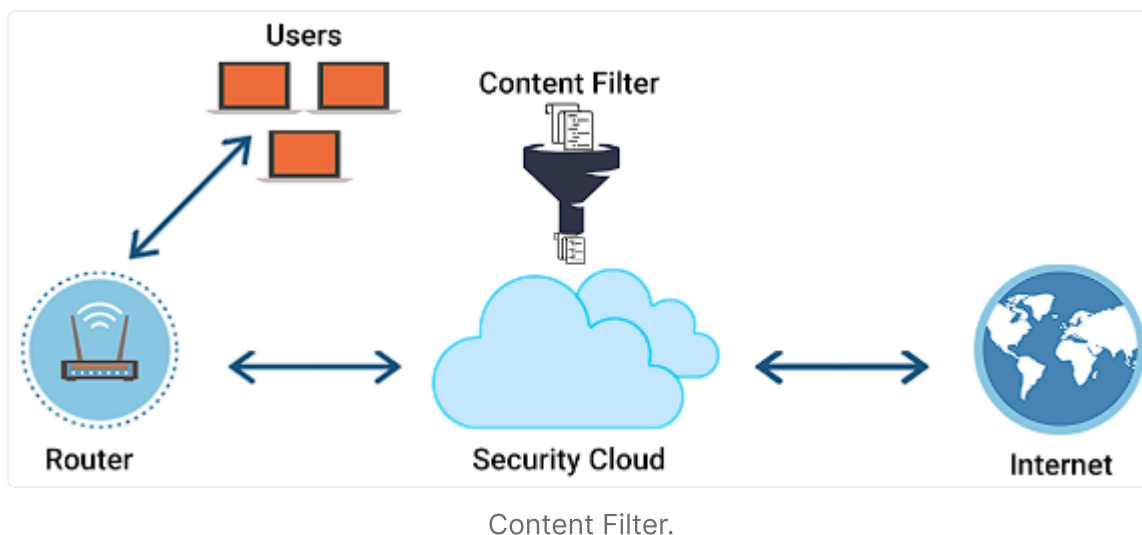 Users
Content Filter
Router
Security Cloud
Internet
Content Filter.